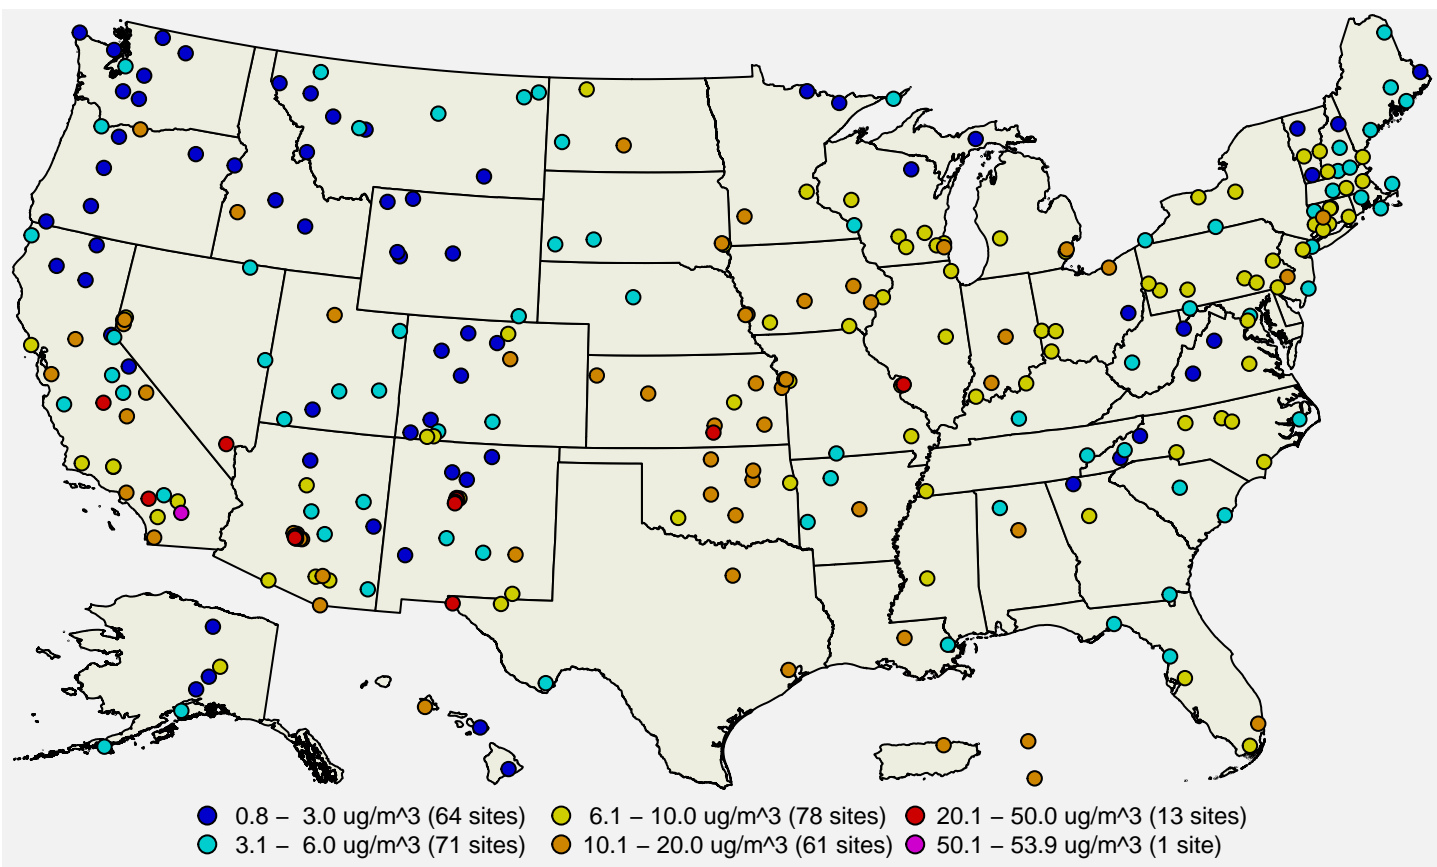 0.8 – 3.0 ug/m^3 (64 sites) 6.1 – 10.0 ug/m^3 (78 sites) 20.1 – 50.0 ug/m^3 (13 sites)
3.1 – 6.0 ug/m^3 (71 sites) 10.1 – 20.0 ug/m^3 (61 sites) 50.1 – 53.9 ug/m^3 (1 site)